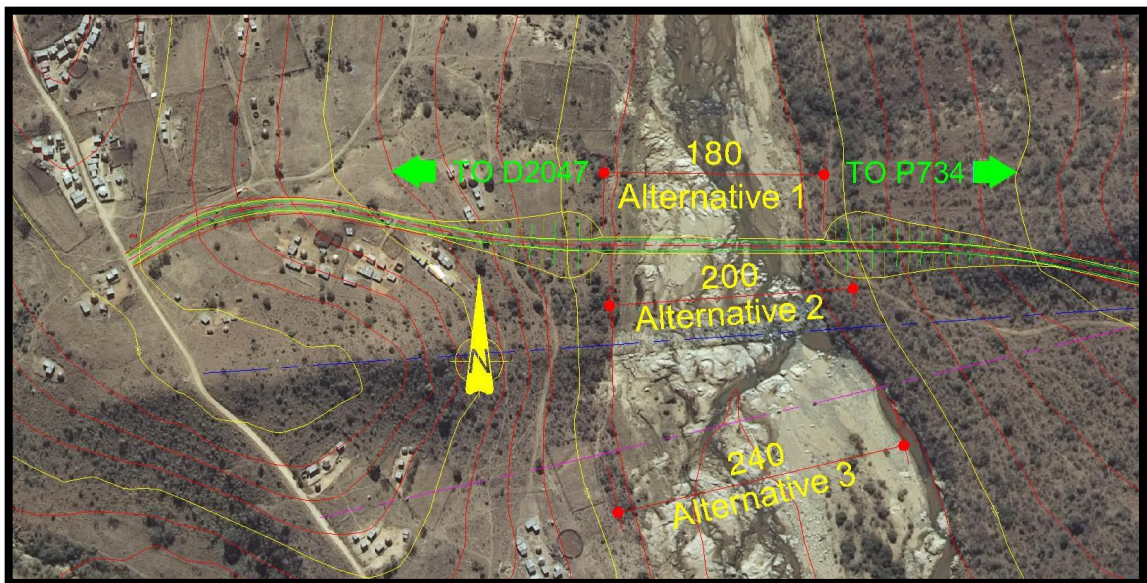 180
TO D2047
TO P734
Alternative 1
200
Alternative 2
N
240
Alternative 3